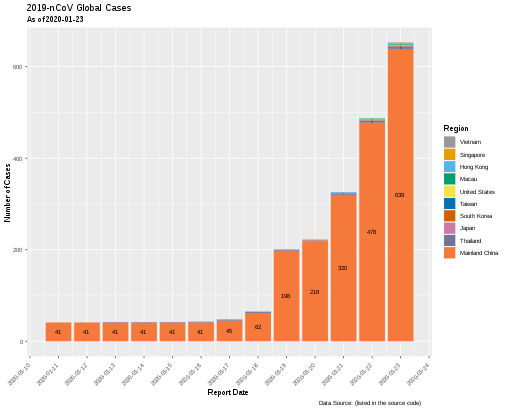 2019-nCoV Global Cases
As of 2020-01-23
Number of Cases
600
400
200
0
41
41
41
41
41
41
45
62
198
218
320
478
639
2020-01-10
2020-01-11
2020-01-12
2020-01-13
2020-01-14
2020-01-15
2020-01-16
2020-01-17
2020-01-18
2020-01-19
2020-01-20
2020-01-21
2020-01-22
2020-01-23
2020-01-24
Report Date
Region
Vietnam
Singapore
Hong Kong
Macau
United States
Taiwan
South Korea
Japan
Thailand
Mainland China
Data Source: (listed in the source code)